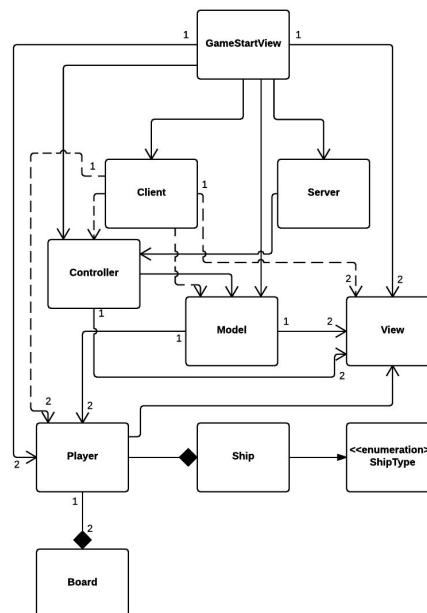 1
GameStartView
1
1
Client
1
Server
Controller
2
2
1
Model
1
2
View
1
2
2
2
Player
2
Ship
<<enumeration>
ShipType
1
2
Board